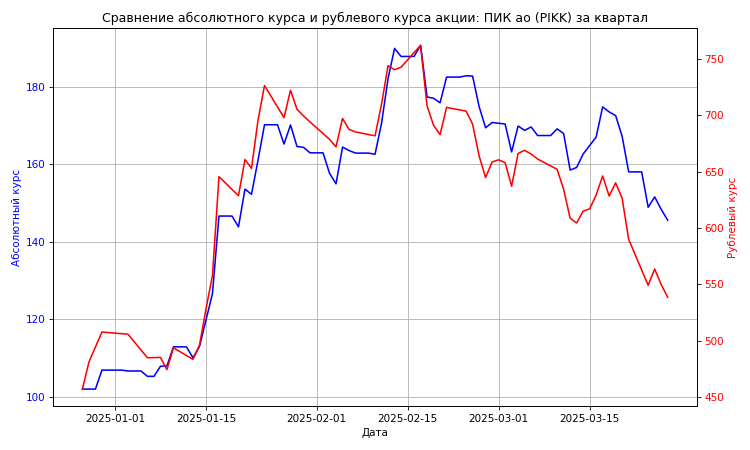 Сравнение абсолютного курса и рублевого курса акции: ПИК ао (PIKK) за квартал
Абсолютный курс
180
160
140
120
100
750
700
650
600
550
500
450
Рублевый курс
2025-01-01 2025-01-15 2025-02-01 2025-02-15 2025-03-01 2025-03-15
Дата